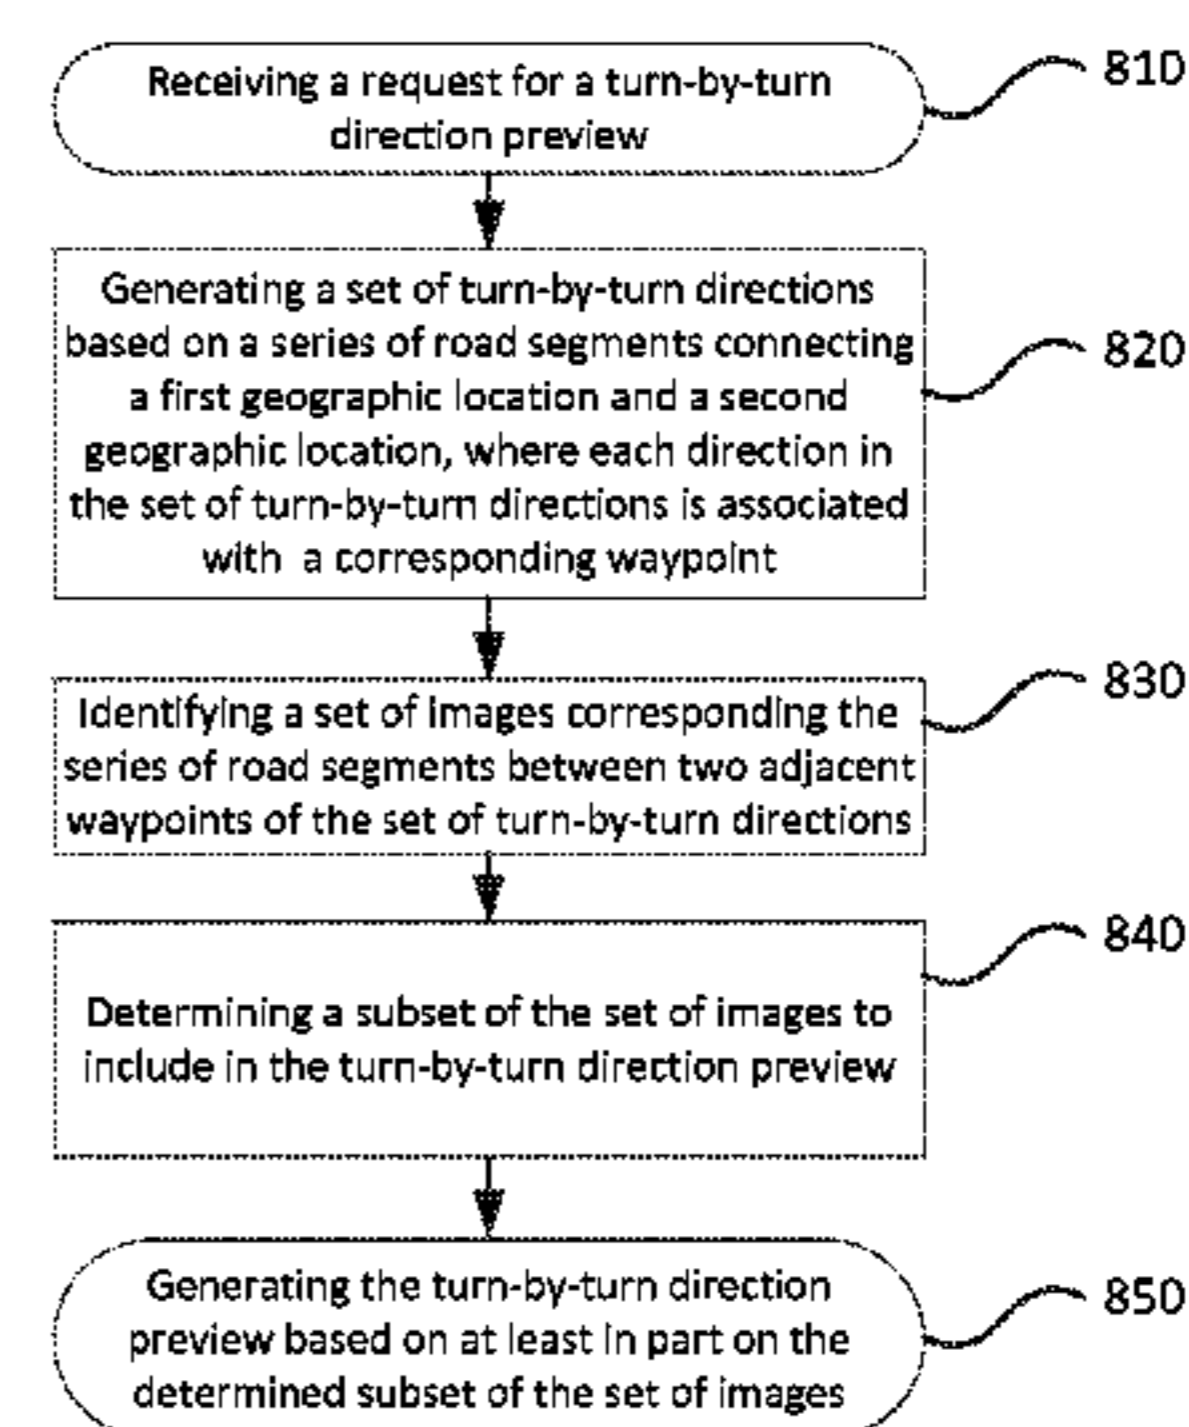 Receiving a request for a turn-by-turn
direction preview
810
Generating a set of turn-by-turn directions
based on a series of road segments connecting
a first geographic location and a second
geographic location, where each direction in
the set of turn-by-turn directions is associated
with a corresponding waypoint
820
Identifying a set of images corresponding the
series of road segments between two adjacent
waypoints of the set of turn-by-turn directions
830
Determining a subset of the set of images to
include in the turn-by-turn direction preview
840
Generating the turn-by-turn direction
preview based on at least in part on the
determined subset of the set of images
850